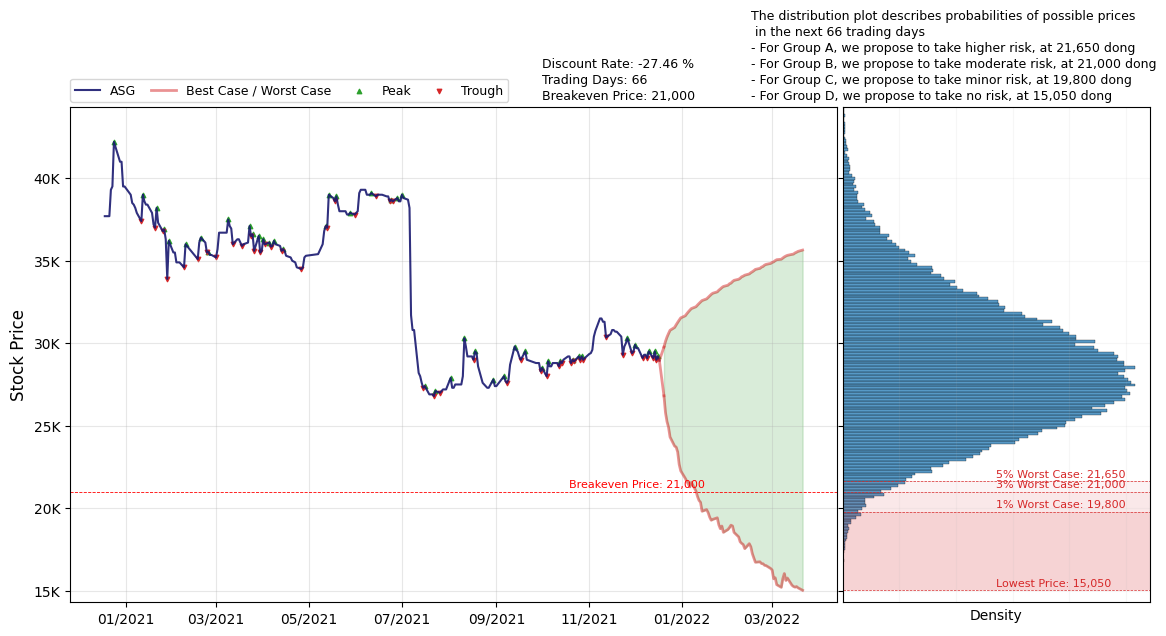 The distribution plot describes probabilities of possible prices
in the next 66 trading days
- For Group A, we propose to take higher risk, at 21,650 dong
- For Group B, we propose to take moderate risk, at 21,000 dong
- For Group C, we propose to take minor risk, at 19,800 dong
- For Group D, we propose to take no risk, at 15,050 dong
Discount Rate: -27.46 %
Trading Days: 66
Breakeven Price: 21,000
ASG Best Case / Worst Case Peak Trough
Stock Price
40K
35K
30K
25K
20K
15K
Breakeven Price: 21,000
5% Worst Case: 21,650
3% Worst Case: 21,000
1% Worst Case: 19,800
Lowest Price: 15,050
01/2021 03/2021 05/2021 07/2021 09/2021 11/2021 01/2022 03/2022
Density